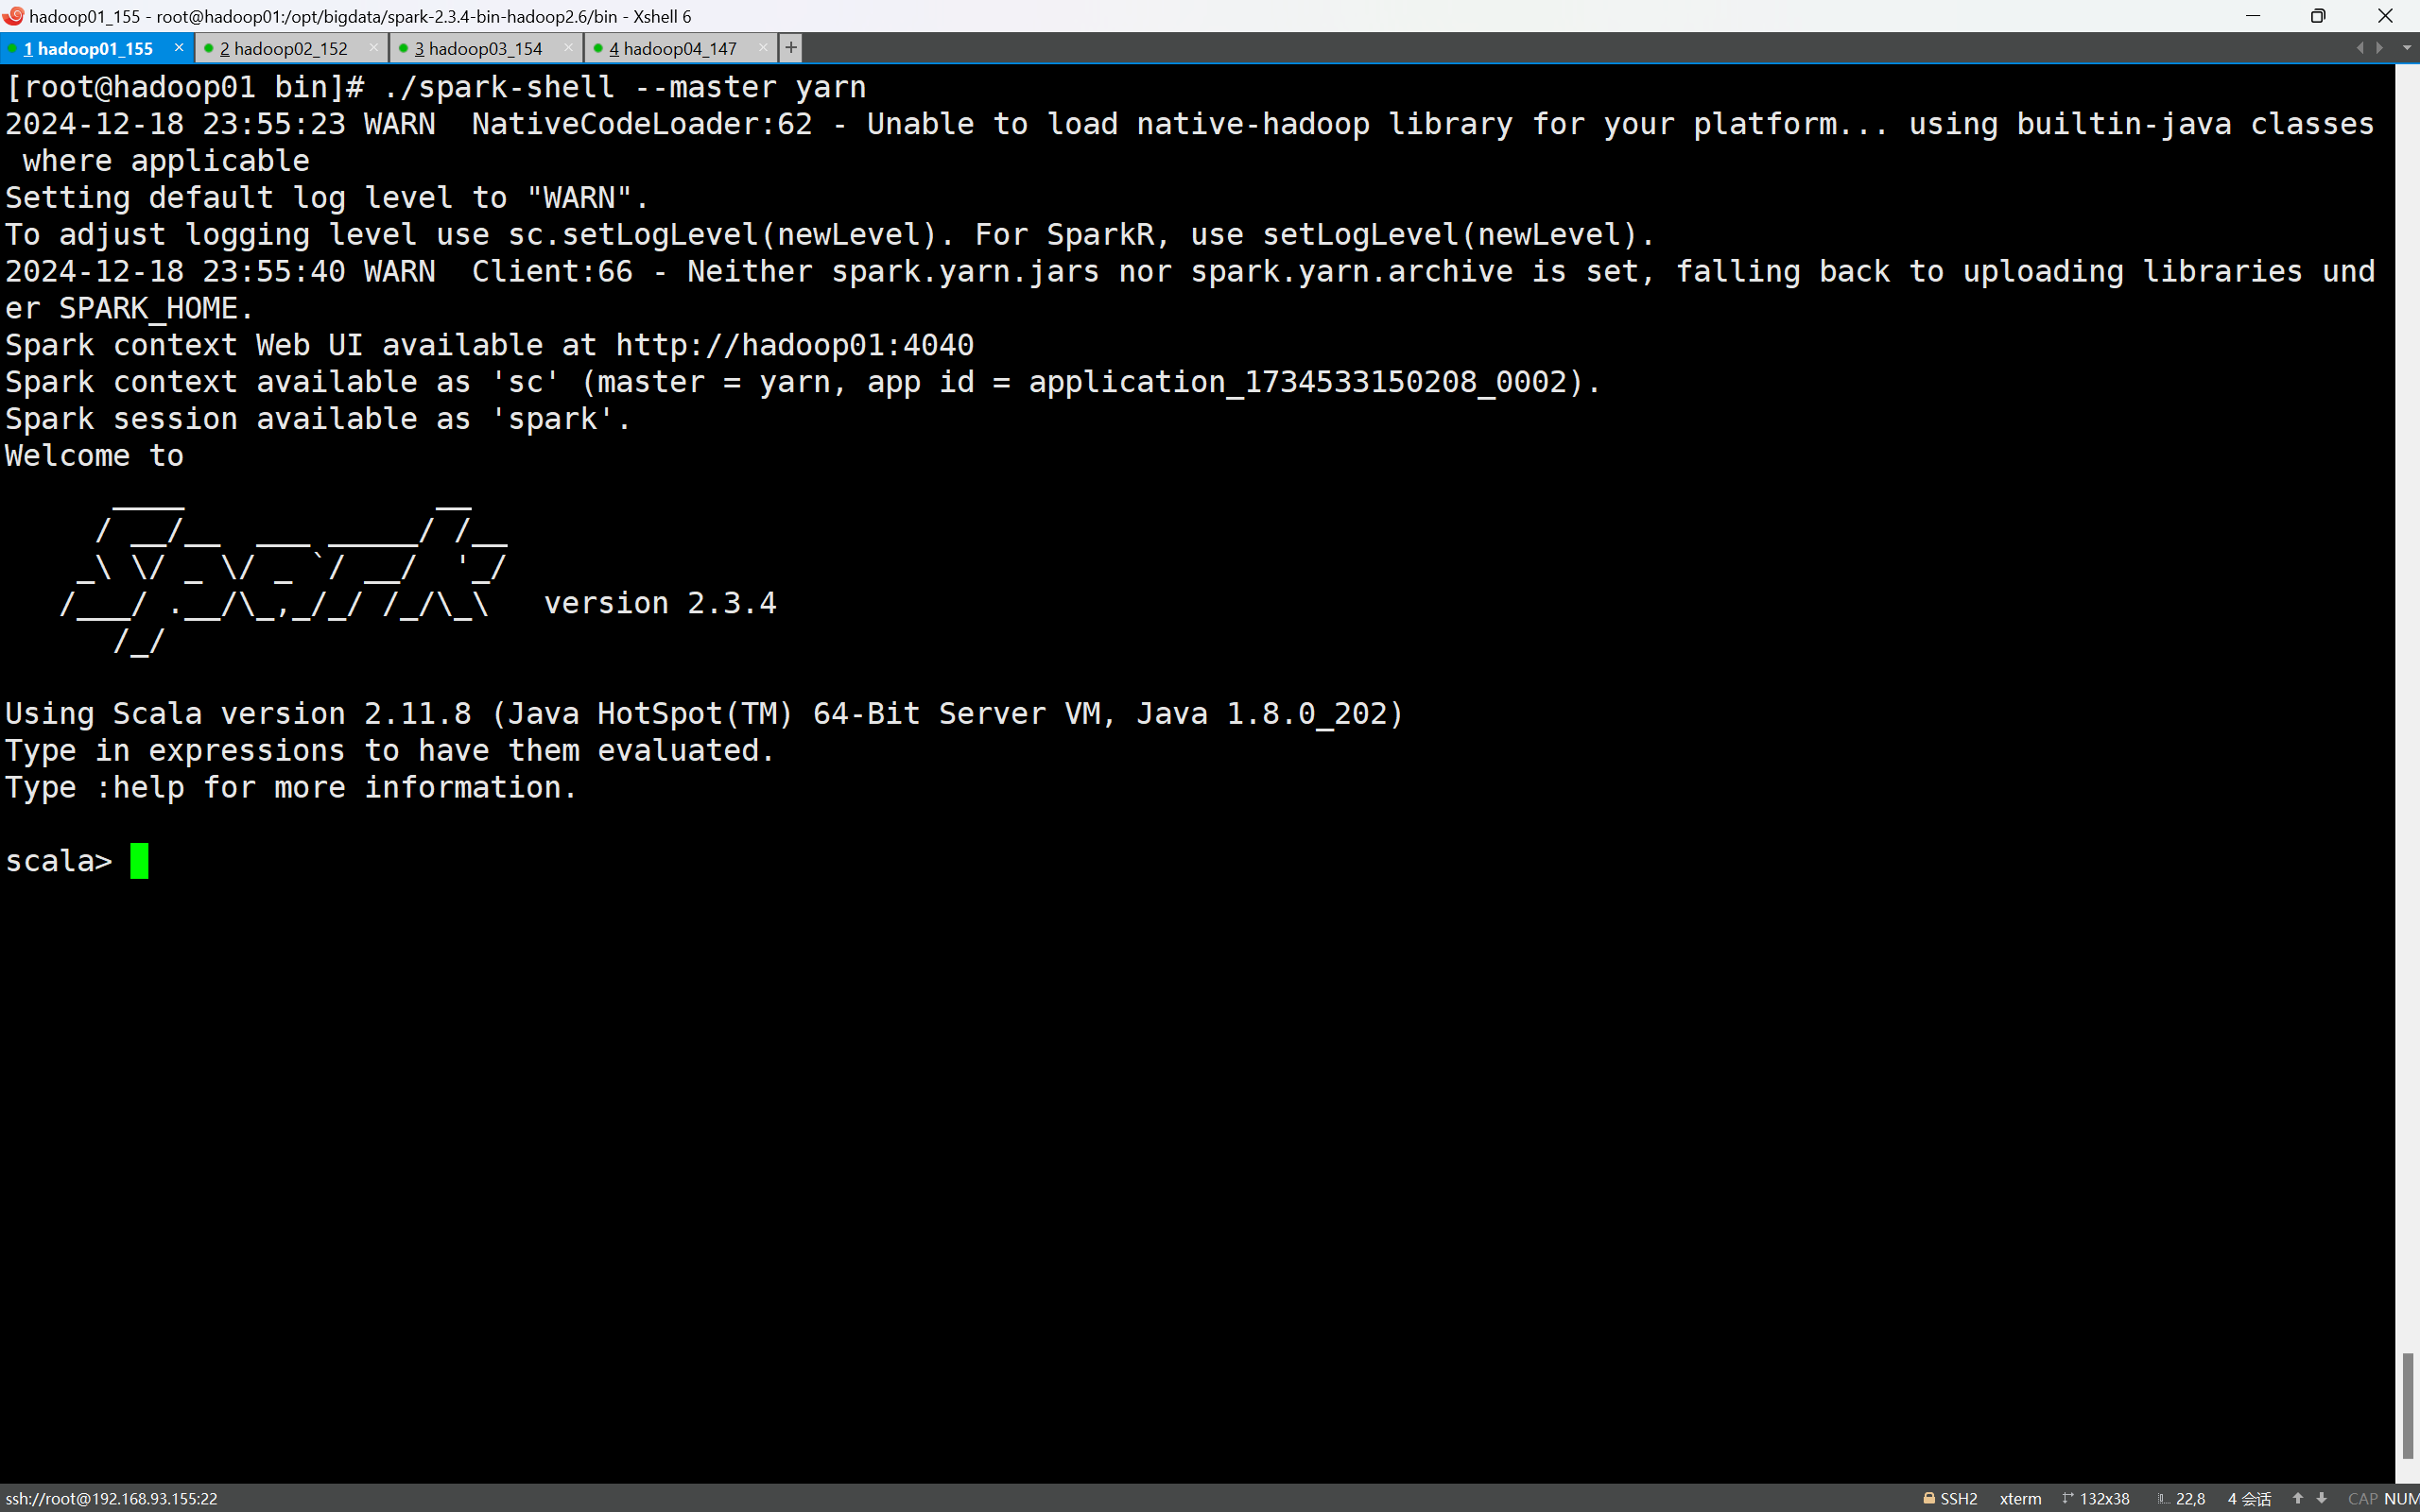 hadoop01_155 - root@hadoop01:/opt/bigdata/spark-2.3.4-bin-hadoop2.6/bin - Xshell 6
1 hadoop01_155 × 2 hadoop02_152 × 3 hadoop03_154 × 4 hadoop04_147 × +
[root@hadoop01 bin]# ./spark-shell --master yarn
2024-12-18 23:55:23 WARN  NativeCodeLoader:62 - Unable to load native-hadoop library for your platform... using builtin-java classes
 where applicable
Setting default log level to "WARN".
To adjust logging level use sc.setLogLevel(newLevel). For SparkR, use setLogLevel(newLevel).
2024-12-18 23:55:40 WARN  Client:66 - Neither spark.yarn.jars nor spark.yarn.archive is set, falling back to uploading libraries und
er SPARK_HOME.
Spark context Web UI available at http://hadoop01:4040
Spark context available as 'sc' (master = yarn, app id = application_1734533150208_0002).
Spark session available as 'spark'.
Welcome to
      ____              __
     / __/__  ___ _____/ /__
    _\ \/ _ \/ _ `/ __/  '_/
   /___/ .__/\_,_/_/ /_/\_\   version 2.3.4
      /_/
Using Scala version 2.11.8 (Java HotSpot(TM) 64-Bit Server VM, Java 1.8.0_202)
Type in expressions to have them evaluated.
Type :help for more information.
scala>
ssh://root@192.168.93.155:22 SSH2 xterm 132x38 22,8 4 会话 CAP NUM